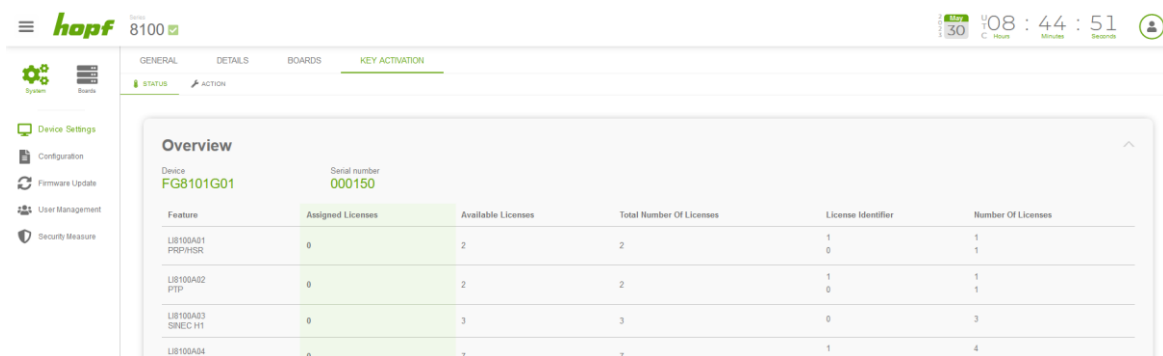 hopf
Series
8100
2023
May
30
UTC
08 : 44 : 51
Hours Minutes Seconds
System Boards
GENERAL DETAILS BOARDS KEY ACTIVATION
STATUS ACTION
Device Settings
Configuration
Firmware Update
User Management
Security Measure
Overview
Device Serial number
FG8101G01 000150
Feature Assigned Licenses Available Licenses Total Number Of Licenses License Identifier Number Of Licenses
LI8100A01
PRP/HSR
0 2 2
1 1
0 1
LI8100A02
PTP
0 2 2
1 1
0 1
LI8100A03
SINEC H1
0 3 3 0 3
LI8100A04
0 7 7
1 4